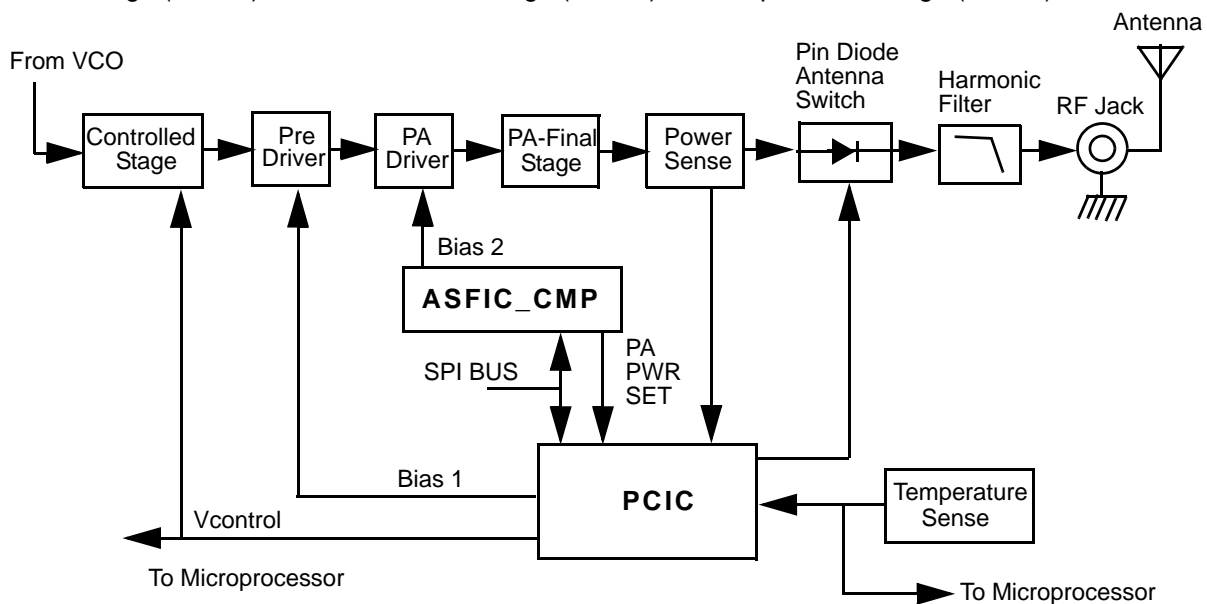 Antenna
From VCO
Pin Diode
Antenna
Switch
Harmonic
Filter
RF Jack
Controlled
Stage
Pre
Driver
PA
Driver
PA-Final
Stage
Power
Sense
Bias 2
ASFIC_CMP
SPI BUS
PA
PWR
SET
Bias 1
PCIC
Temperature
Sense
Vcontrol
To Microprocessor
To Microprocessor